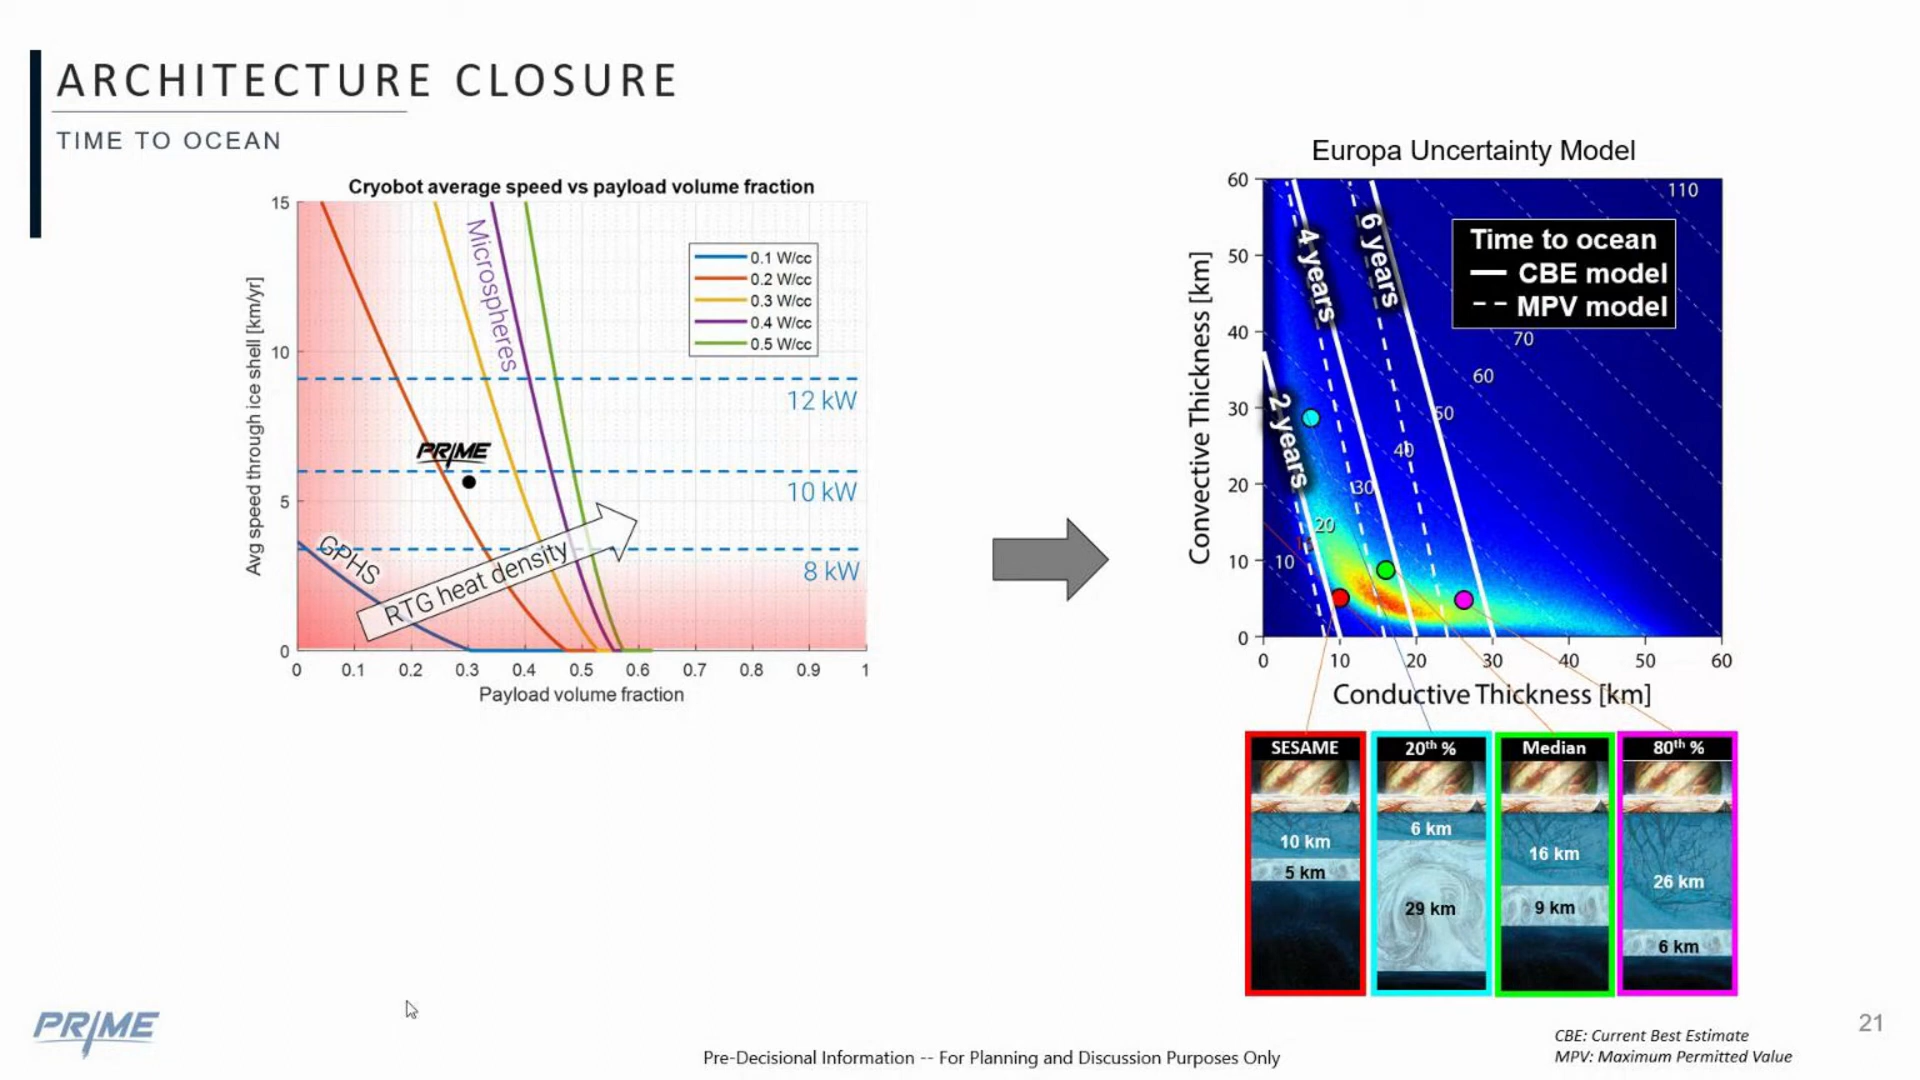 ARCHITECTURE CLOSURE
TIME TO OCEAN
Cryobot average speed vs payload volume fraction
15
10
5
0
Avg speed through ice shell [km/yr]
0 0.1 0.2 0.3 0.4 0.5 0.6 0.7 0.8 0.9 1
Payload volume fraction
Microspheres
0.1 W/cc
0.2 W/cc
0.3 W/cc
0.4 W/cc
0.5 W/cc
12 kW
PRIME
10 kW
GPHS
RTG heat density
8 kW
Europa Uncertainty Model
60
50
40
30
20
10
0
Convective Thickness [km]
0 10 20 30 40 50 60
Conductive Thickness [km]
110
Time to ocean
CBE model
MPV model
2 years
4 years
6 years
70
60
50
40
30
20
10
SESAME
10 km
5 km
20th %
6 km
29 km
Median
16 km
9 km
80th %
26 km
6 km
PRIME
Pre-Decisional Information -- For Planning and Discussion Purposes Only
CBE: Current Best Estimate
MPV: Maximum Permitted Value
21